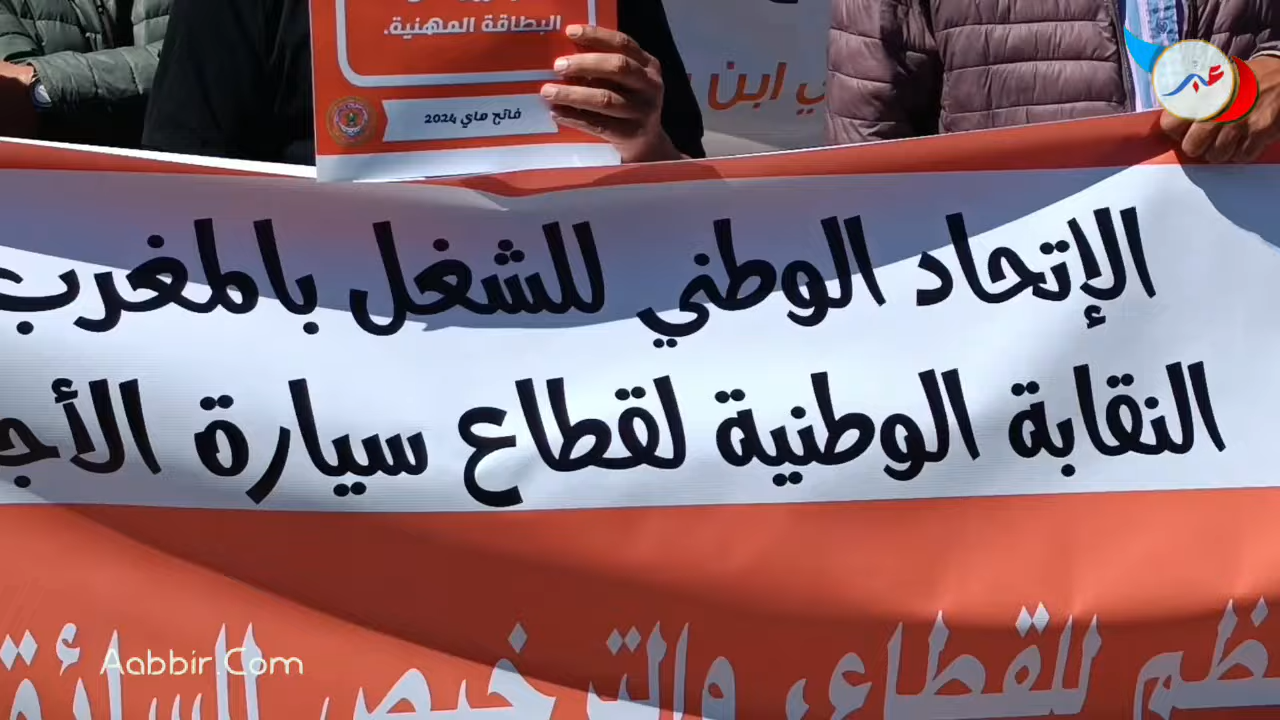 البطاقة المهنية.
فاتح ماي 2024
ابن
عبر
الإتحاد الوطني للشغل بالمغرب
النقابة الوطنية لقطاع سيارة الأج
للقطاع، والترخيص
Aabbir.Com